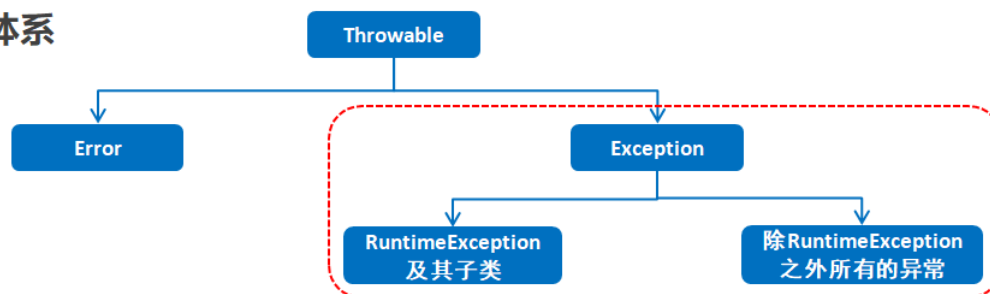 体系
Throwable
Error
Exception
RuntimeException
及其子类
除RuntimeException
之外所有的异常